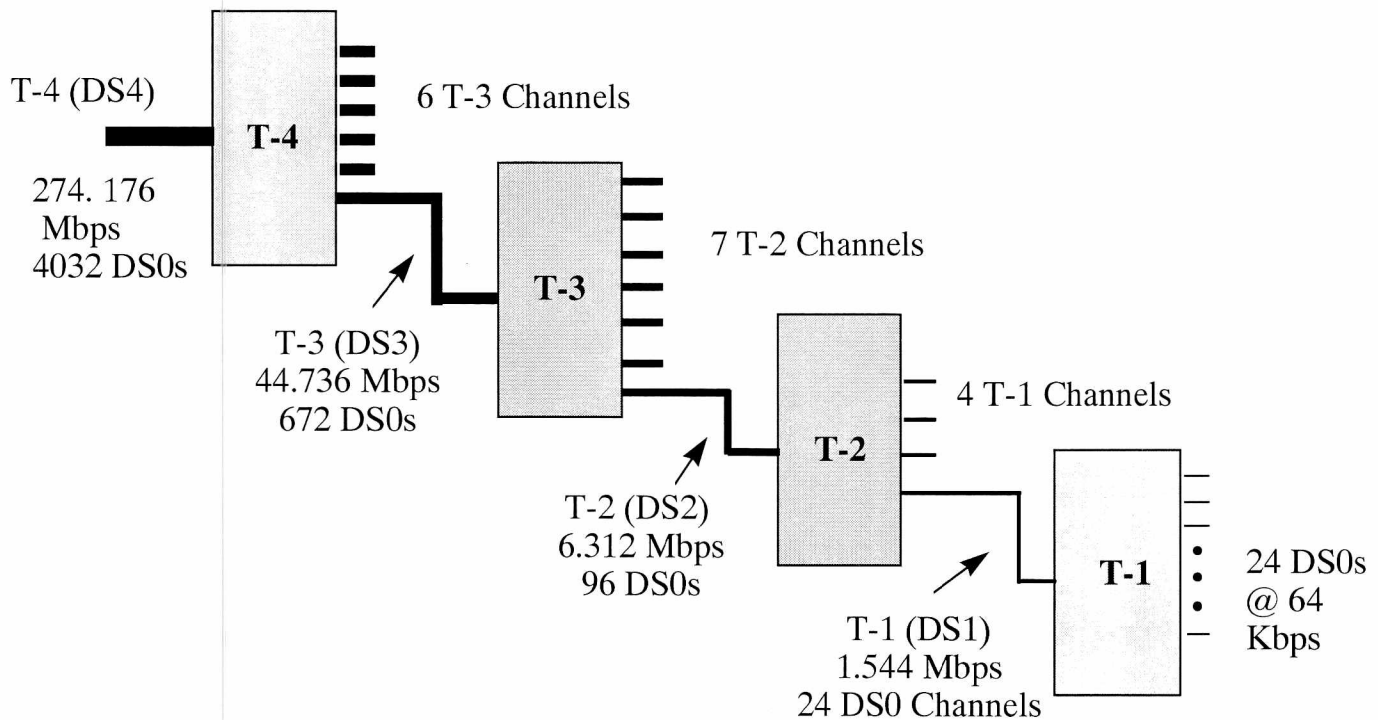 T-4 (DS4)
274. 176
Mbps
4032 DS0s
T-4
6 T-3 Channels
T-3 (DS3)
44.736 Mbps
672 DS0s
T-3
7 T-2 Channels
T-2 (DS2)
6.312 Mbps
96 DS0s
T-2
4 T-1 Channels
T-1 (DS1)
1.544 Mbps
24 DS0 Channels
T-1
24 DS0s
@ 64
Kbps